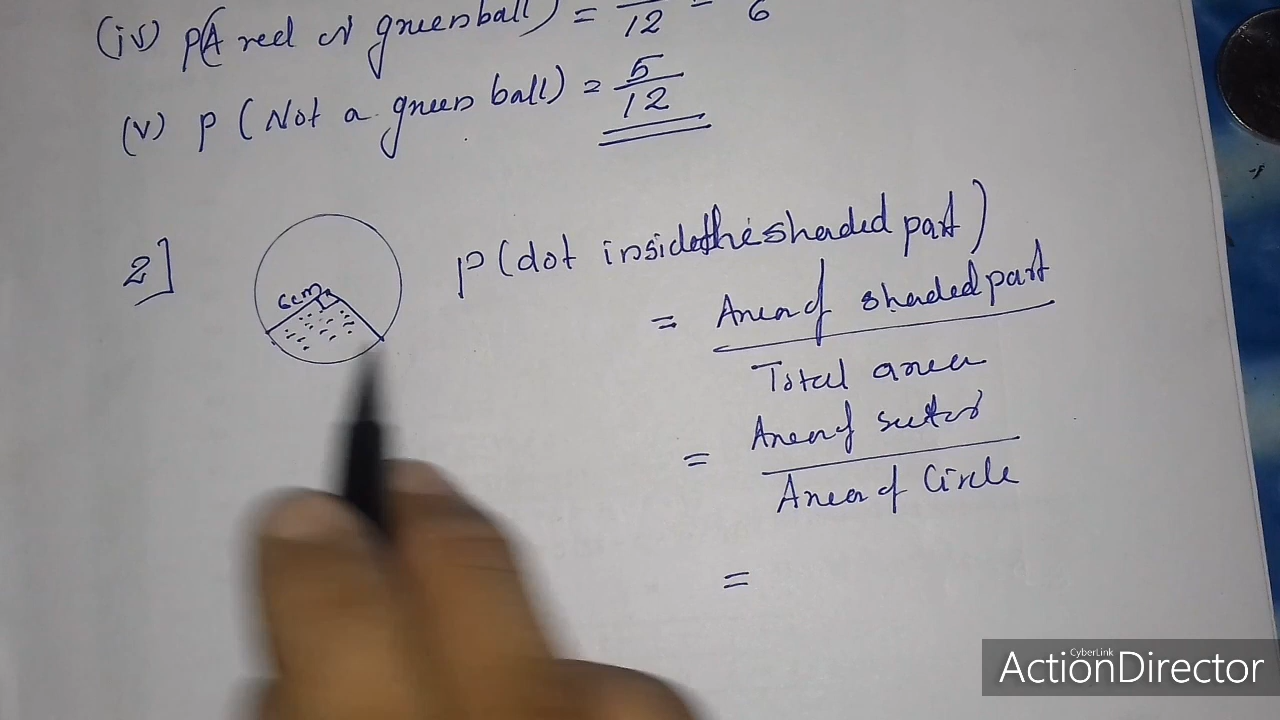 (iv) P(A red or green ball) = 12 = 6
(v) P (Not a green ball) = 5/12
2]
6cm
P(dot inside the shaded part)
= Area of shaded part
Total area
= Area of sector
Area of Circle
=
CyberLink
ActionDirector